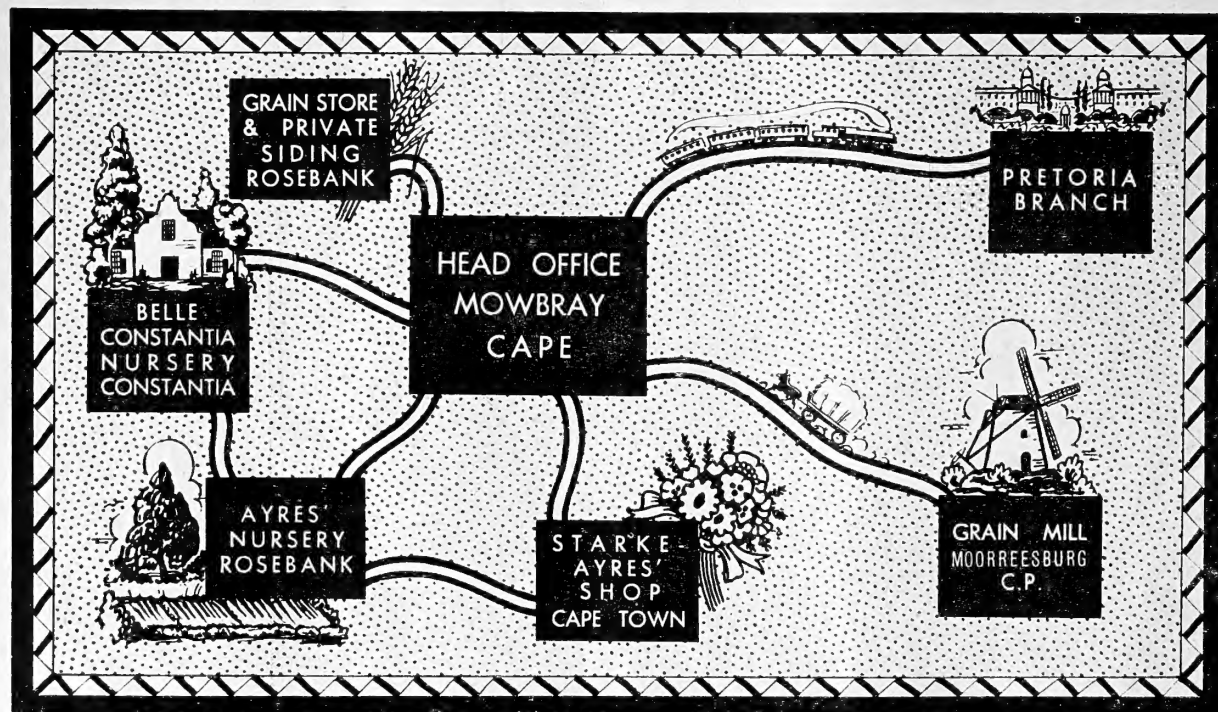 GRAIN STORE
& PRIVATE
SIDING
ROSEBANK
PRETORIA
BRANCH
HEAD OFFICE
MOWBRAY
CAPE
BELLE
CONSTANTIA
NURSERY
CONSTANTIA
AYRES'
NURSERY
ROSEBANK
STARKE-
AYRES'
SHOP
CAPE TOWN
GRAIN MILL
MOORREESBURG
C.P.